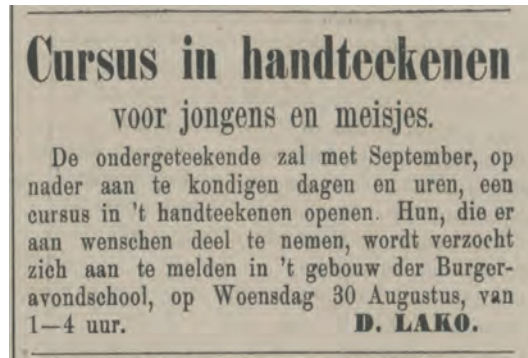 Cursus in handteekenen
voor jongens en meisjes.
De ondergeteekende zal met September, op
nader aan te kondigen dagen en uren, een
cursus in 't handteekenen openen. Hun, die er
aan wenschen deel te nemen, wordt verzocht
zich aan te melden in 't gebouw der Burger-
avondschool, op Woensdag 30 Augustus, van
1—4 uur. D. LAKO.